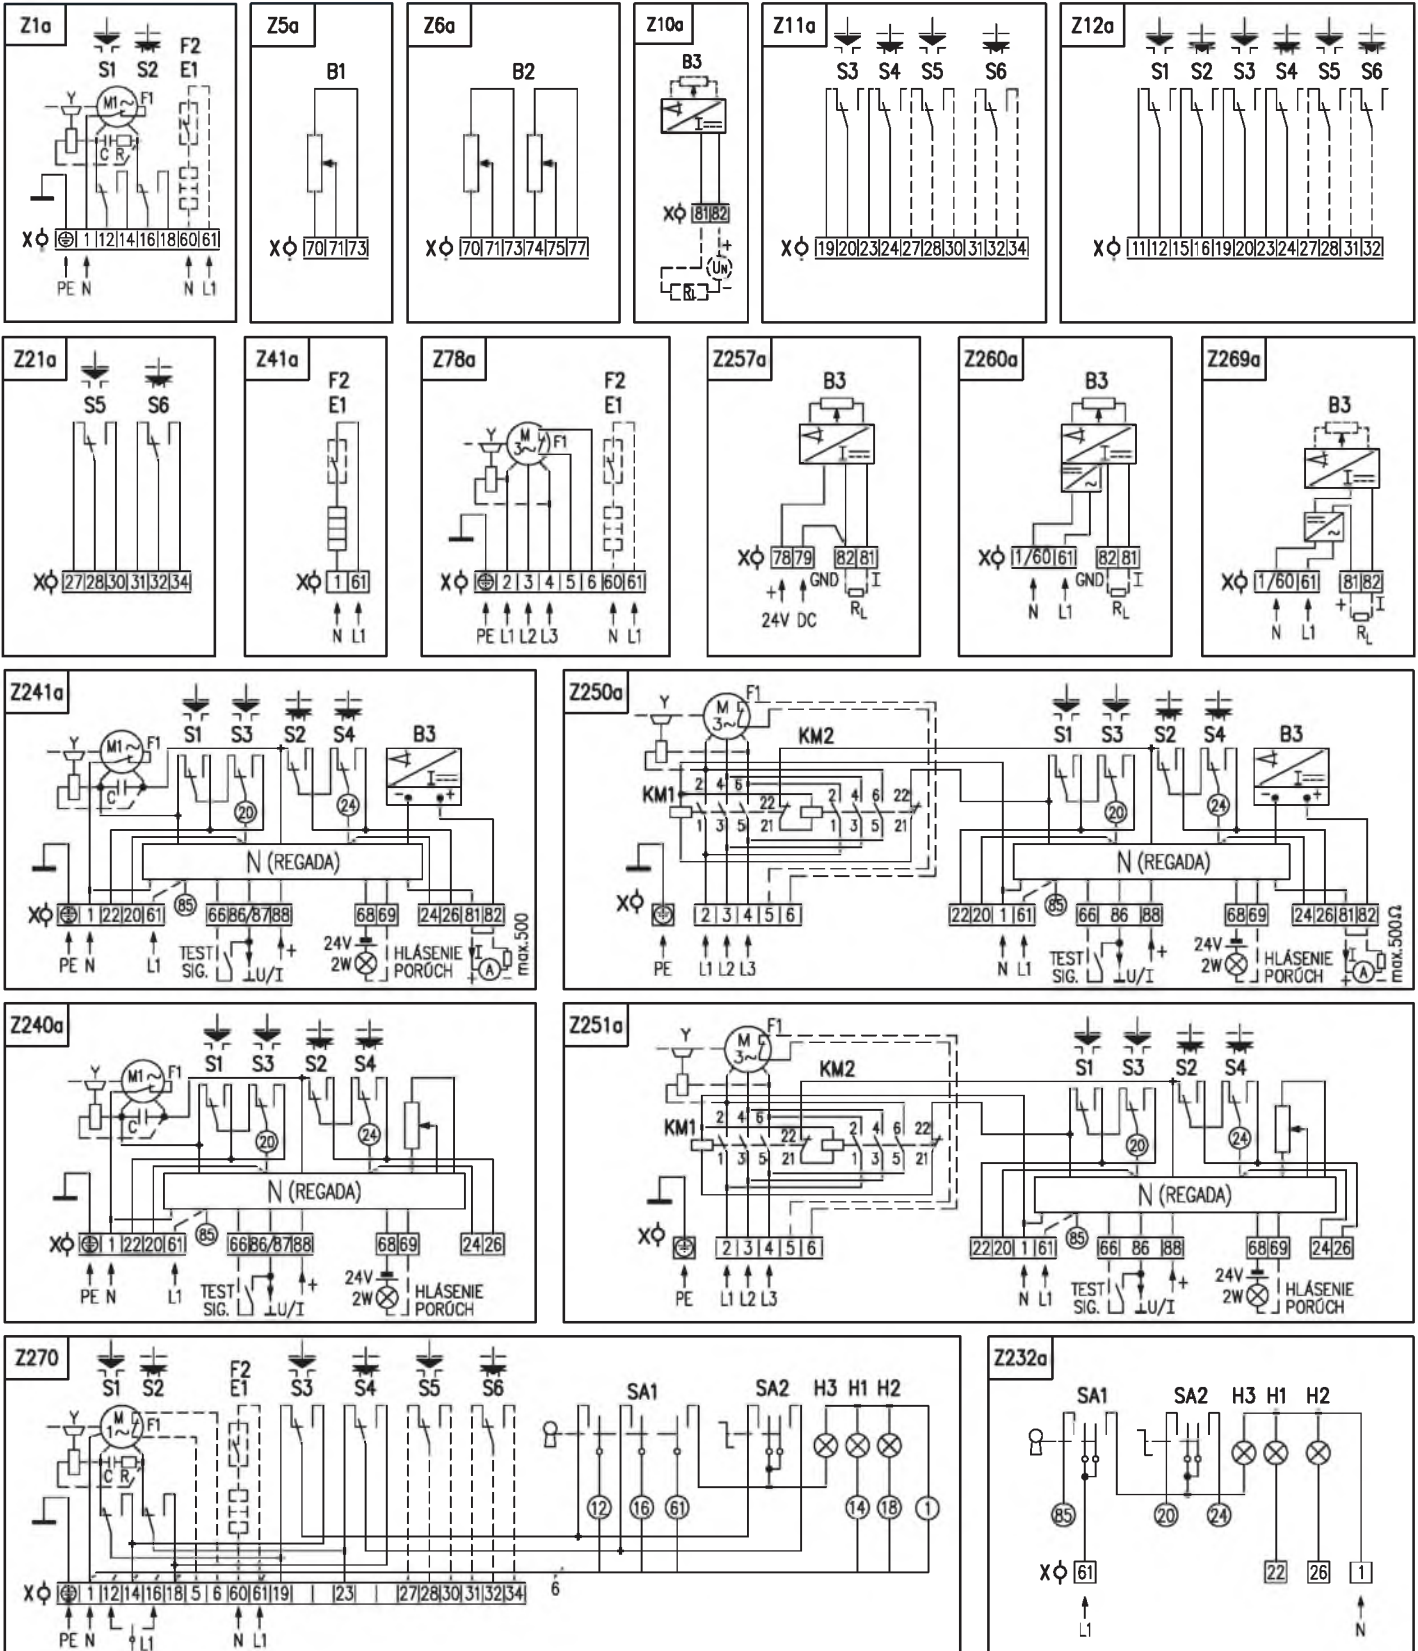 Z1a
S1 S2 F2
E1
Y M1~ F1
C R
X 1 12 14 16 18 60 61
PE N N L1
Z5a
B1
X 70 71 73
Z6a
B2
X 70 71 73 74 75 77
Z10a
B3
I
X 81 82
+
UN
RL −
Z11a
S3 S4 S5 S6
X 19 20 23 24 27 28 30 31 32 34
Z12a
S1 S2 S3 S4 S5 S6
X 11 12 15 16 19 20 23 24 27 28 31 32
Z21a
S5 S6
X 27 28 30 31 32 34
Z41a
F2
E1
X 1 61
N L1
Z78a
F2
E1
Y M 3~ F1
X 2 3 4 5 6 60 61
PE L1 L2 L3 N L1
Z257a
B3
I
X 78 79 82 81
+ GND I
24V DC RL
Z260a
B3
I
~
X 1/60 61 82 81
GND I
N L1 RL
Z269a
B3
I
~
X 1/60 61 81 82
+ I
N L1 RL
Z241a
S1 S3 S2 S4 B3
Y M1~ F1
I
C 20 24 − +
N (REGADA)
X 1 22 20 61 85 66 86/87 88 68 69 24 26 81 82
PE N L1
TEST
SIG. U/I +
24V
2W
HLÁSENIE
PORÚCH
I
+ A −
max.500
Z250a
Y M 3~ F1
S1 S3 S2 S4 B3
KM2
KM1
2 4 6 22 2 4 6 22
1 3 5 21 1 3 5 21
20 24 I − +
N (REGADA)
X 2 3 4 5 6 22 20 1 61 85 66 86 88 68 69 24 26 81 82
PE L1 L2 L3 N L1
TEST
SIG. U/I +
24V
2W
HLÁSENIE
PORÚCH
I
+ A −
max.500Ω
Z240a
S1 S3 S2 S4
Y M1~ F1
C 20 24
N (REGADA)
X 1 22 20 61 85 66 86/87 88 68 69 24 26
PE N L1
TEST
SIG. U/I +
24V
2W
HLÁSENIE
PORÚCH
Z251a
Y M 3~ F1
S1 S3 S2 S4
KM2
KM1
2 4 6 22 2 4 6 22
1 3 5 21 1 3 5 21
20 24
N (REGADA)
X 2 3 4 5 6 22 20 1 61 85 66 86 88 68 69 24 26
PE L1 L2 L3 N L1
TEST
SIG. U/I +
24V
2W
HLÁSENIE
PORÚCH
Z270
S1 S2 F2
E1 S3 S4 S5 S6 SA1 SA2 H3 H1 H2
Y M 1~ F1
C R
12 16 61 14 18 1
X 1 12 14 16 18 5 6 60 61 19 23 27 28 30 31 32 34
6
PE N L1 N L1
Z232a
SA1 SA2 H3 H1 H2
85 20 24
X 61 22 26 1
L1 N